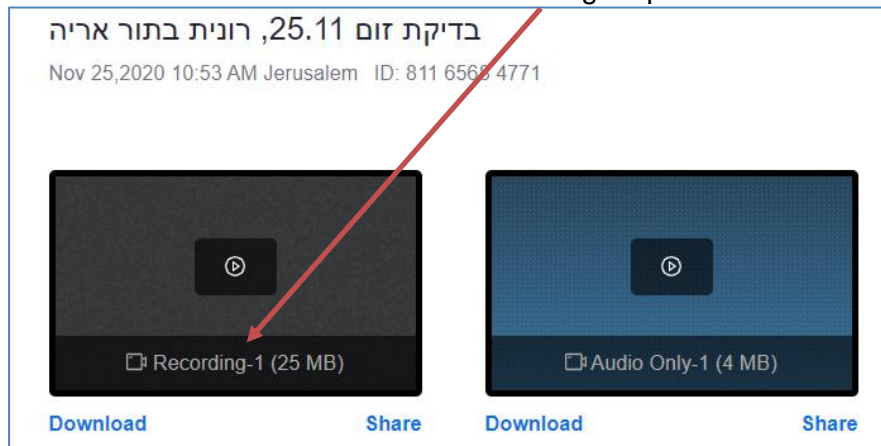 בדיקת זום 25.11, רונית בתור אריה
Nov 25,2020 10:53 AM Jerusalem ID: 811 6568 4771
Recording-1 (25 MB)
Audio Only-1 (4 MB)
Download Share
Download Share